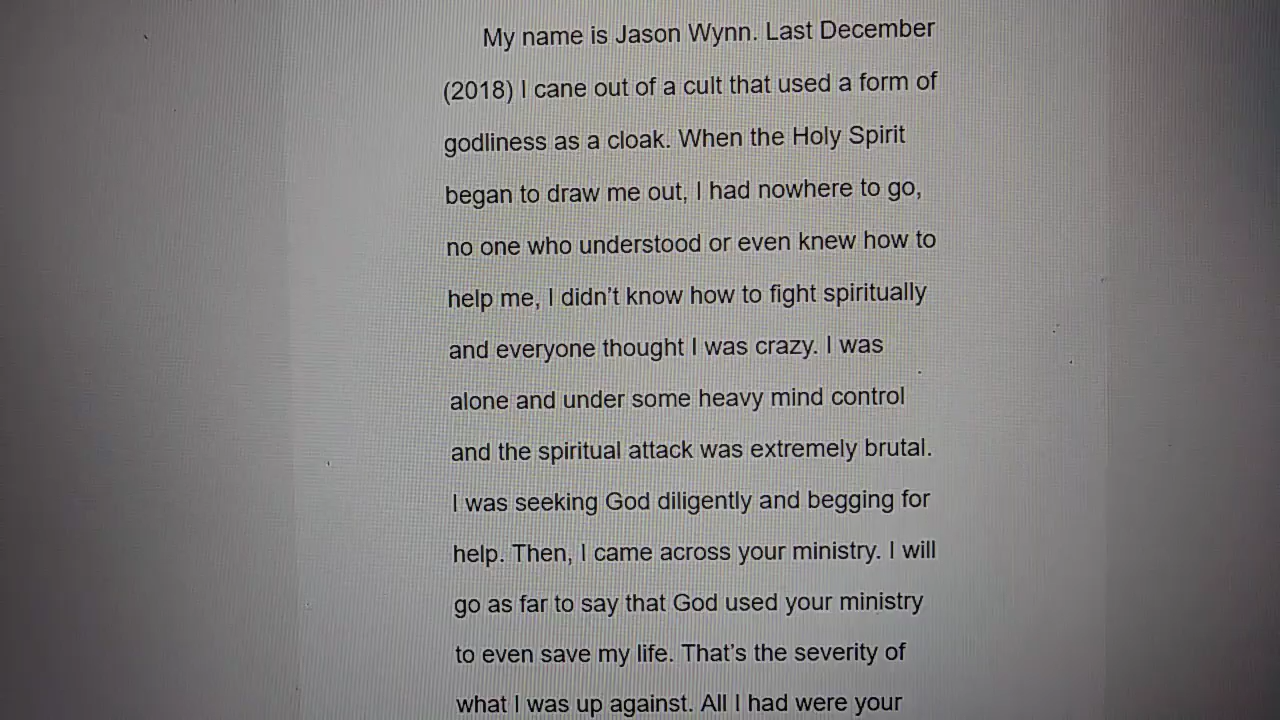 My name is Jason Wynn. Last December
(2018) I cane out of a cult that used a form of
godliness as a cloak. When the Holy Spirit
began to draw me out, I had nowhere to go,
no one who understood or even knew how to
help me, I didn't know how to fight spiritually
and everyone thought I was crazy. I was
alone and under some heavy mind control
and the spiritual attack was extremely brutal.
I was seeking God diligently and begging for
help. Then, I came across your ministry. I will
go as far to say that God used your ministry
to even save my life. That's the severity of
what I was up against. All I had were your